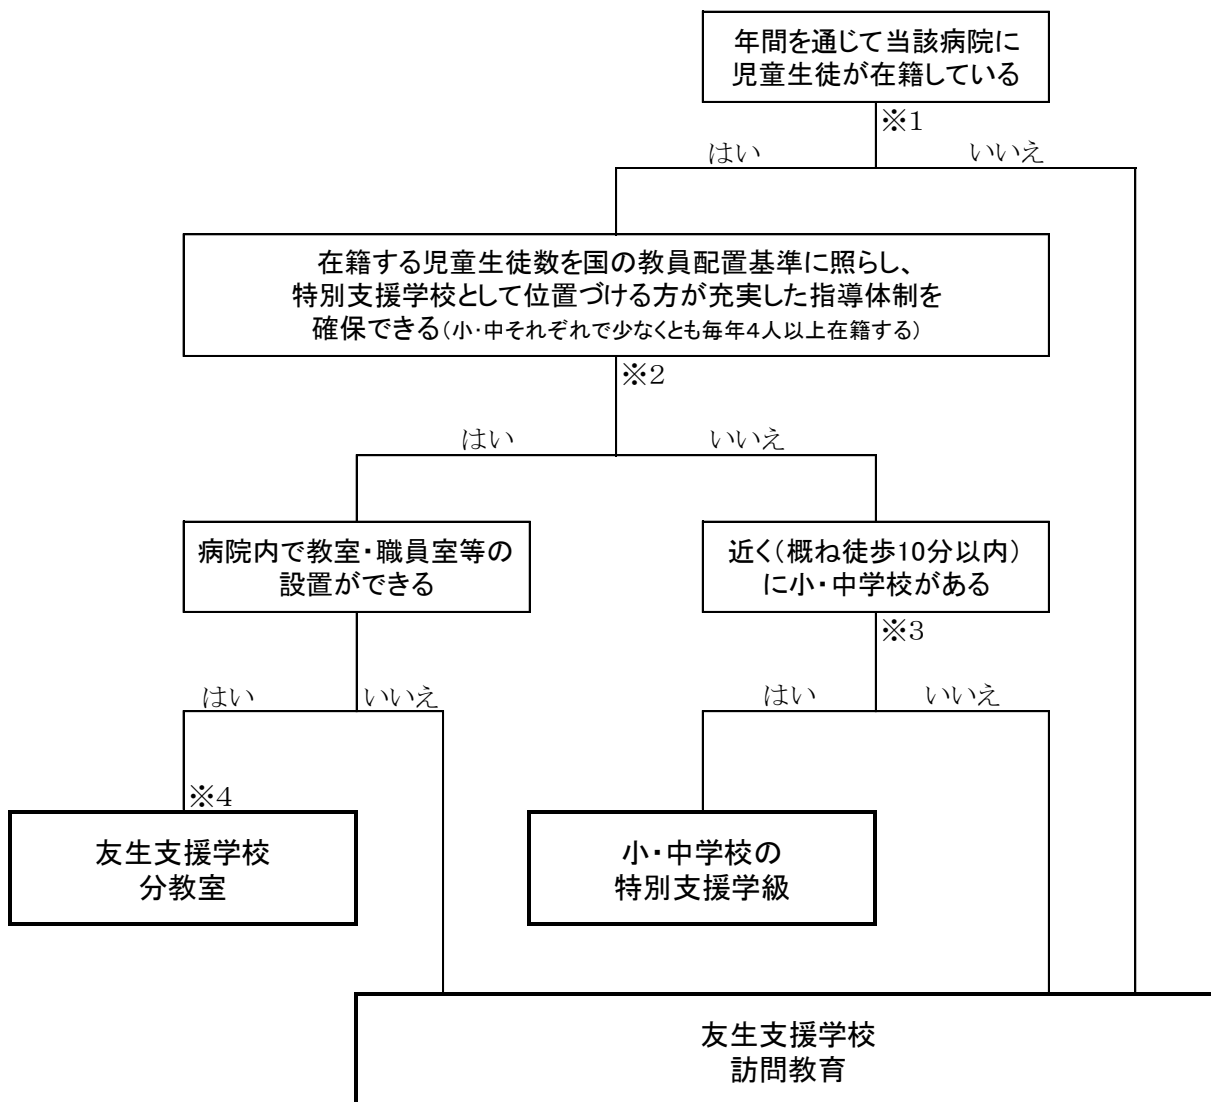 年間を通じて当該病院に
児童生徒が在籍している
※1
はい
いいえ
在籍する児童生徒数を国の教員配置基準に照らし、
特別支援学校として位置づける方が充実した指導体制を
確保できる(小・中それぞれで少なくとも毎年4人以上在籍する)
※2
はい
いいえ
病院内で教室・職員室等の
設置ができる
近く(概ね徒歩10分以内)
に小・中学校がある
※3
はい
いいえ
はい
いいえ
※4
友生支援学校
分教室
小・中学校の
特別支援学級
友生支援学校
訪問教育